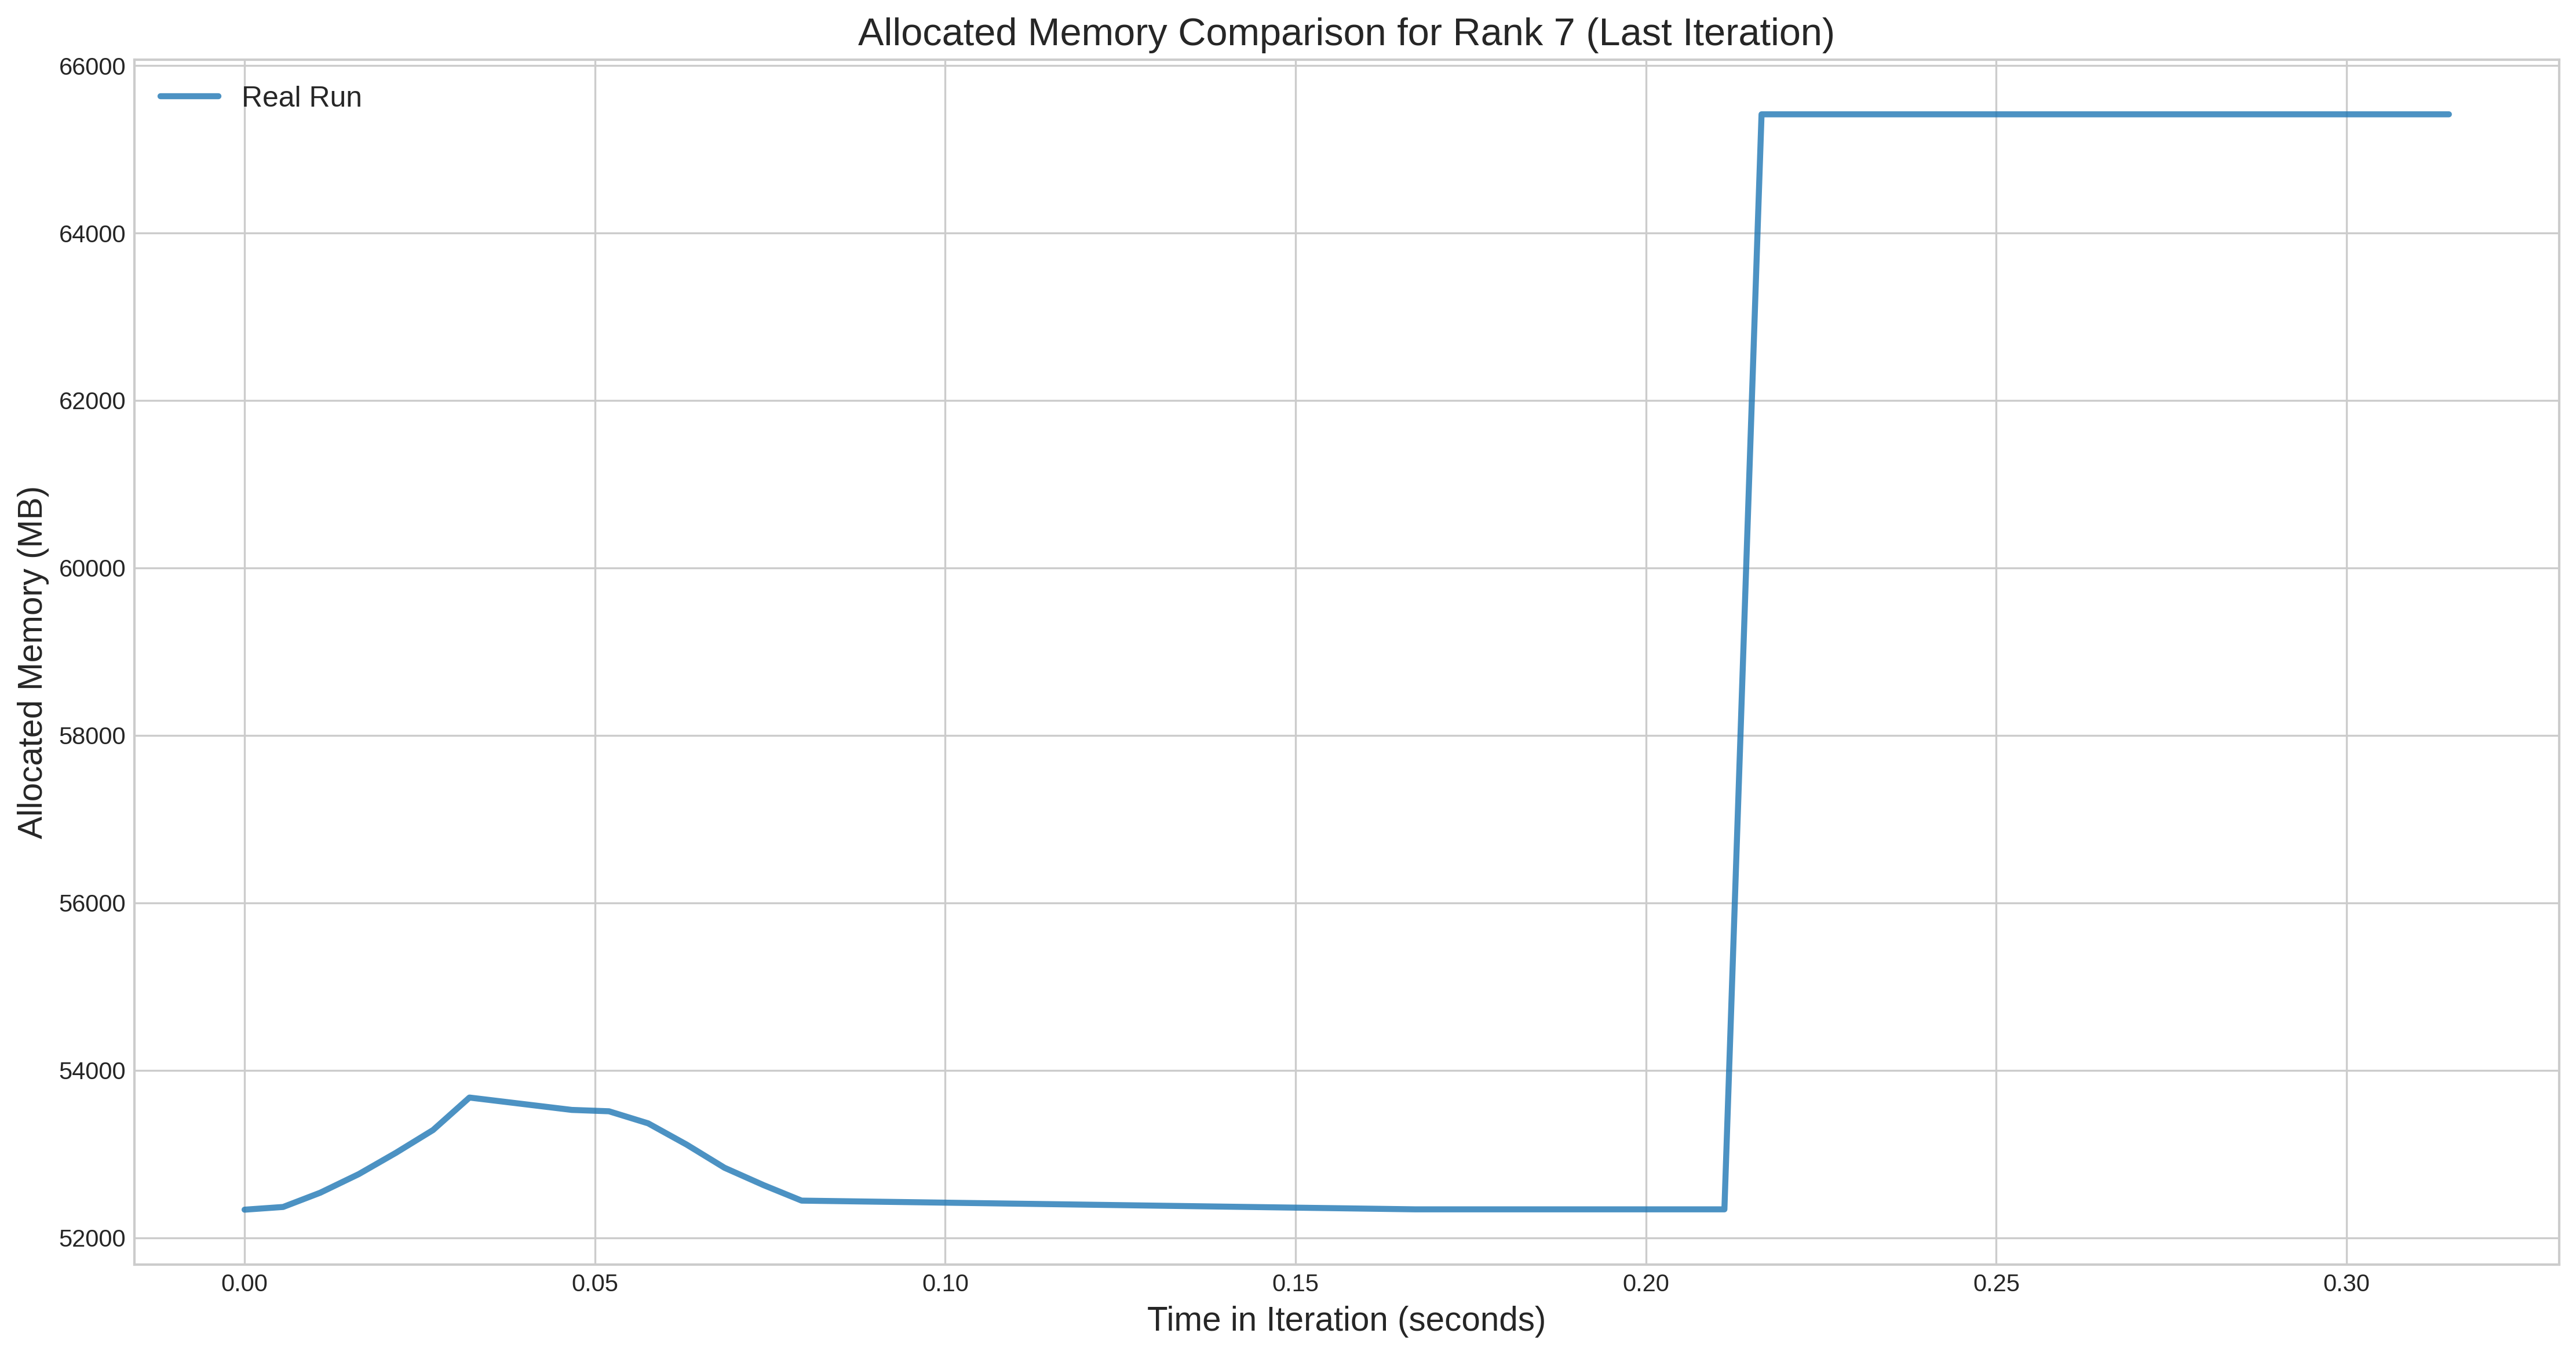 Allocated Memory Comparison for Rank 7 (Last Iteration)
Real Run
Allocated Memory (MB)
66000
64000
62000
60000
58000
56000
54000
52000
0.00 0.05 0.10 0.15 0.20 0.25 0.30
Time in Iteration (seconds)